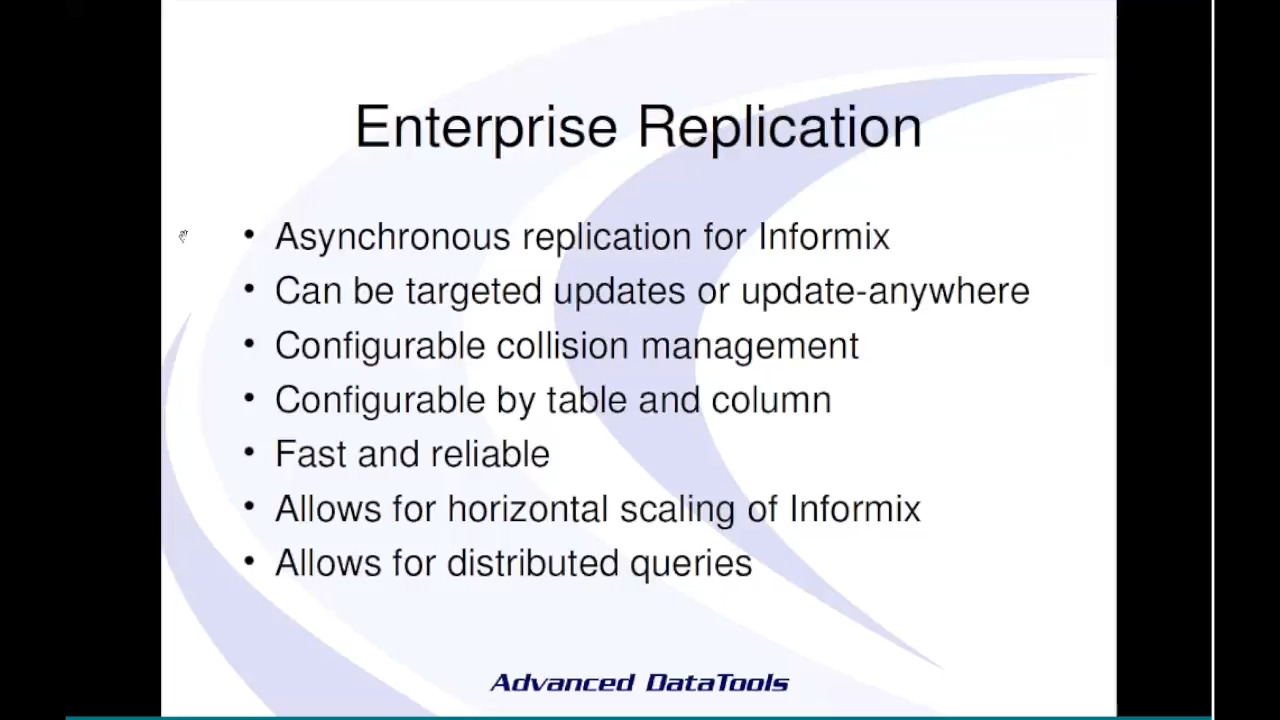 Enterprise Replication
• Asynchronous replication for Informix
• Can be targeted updates or update-anywhere
• Configurable collision management
• Configurable by table and column
• Fast and reliable
• Allows for horizontal scaling of Informix
• Allows for distributed queries
Advanced DataTools